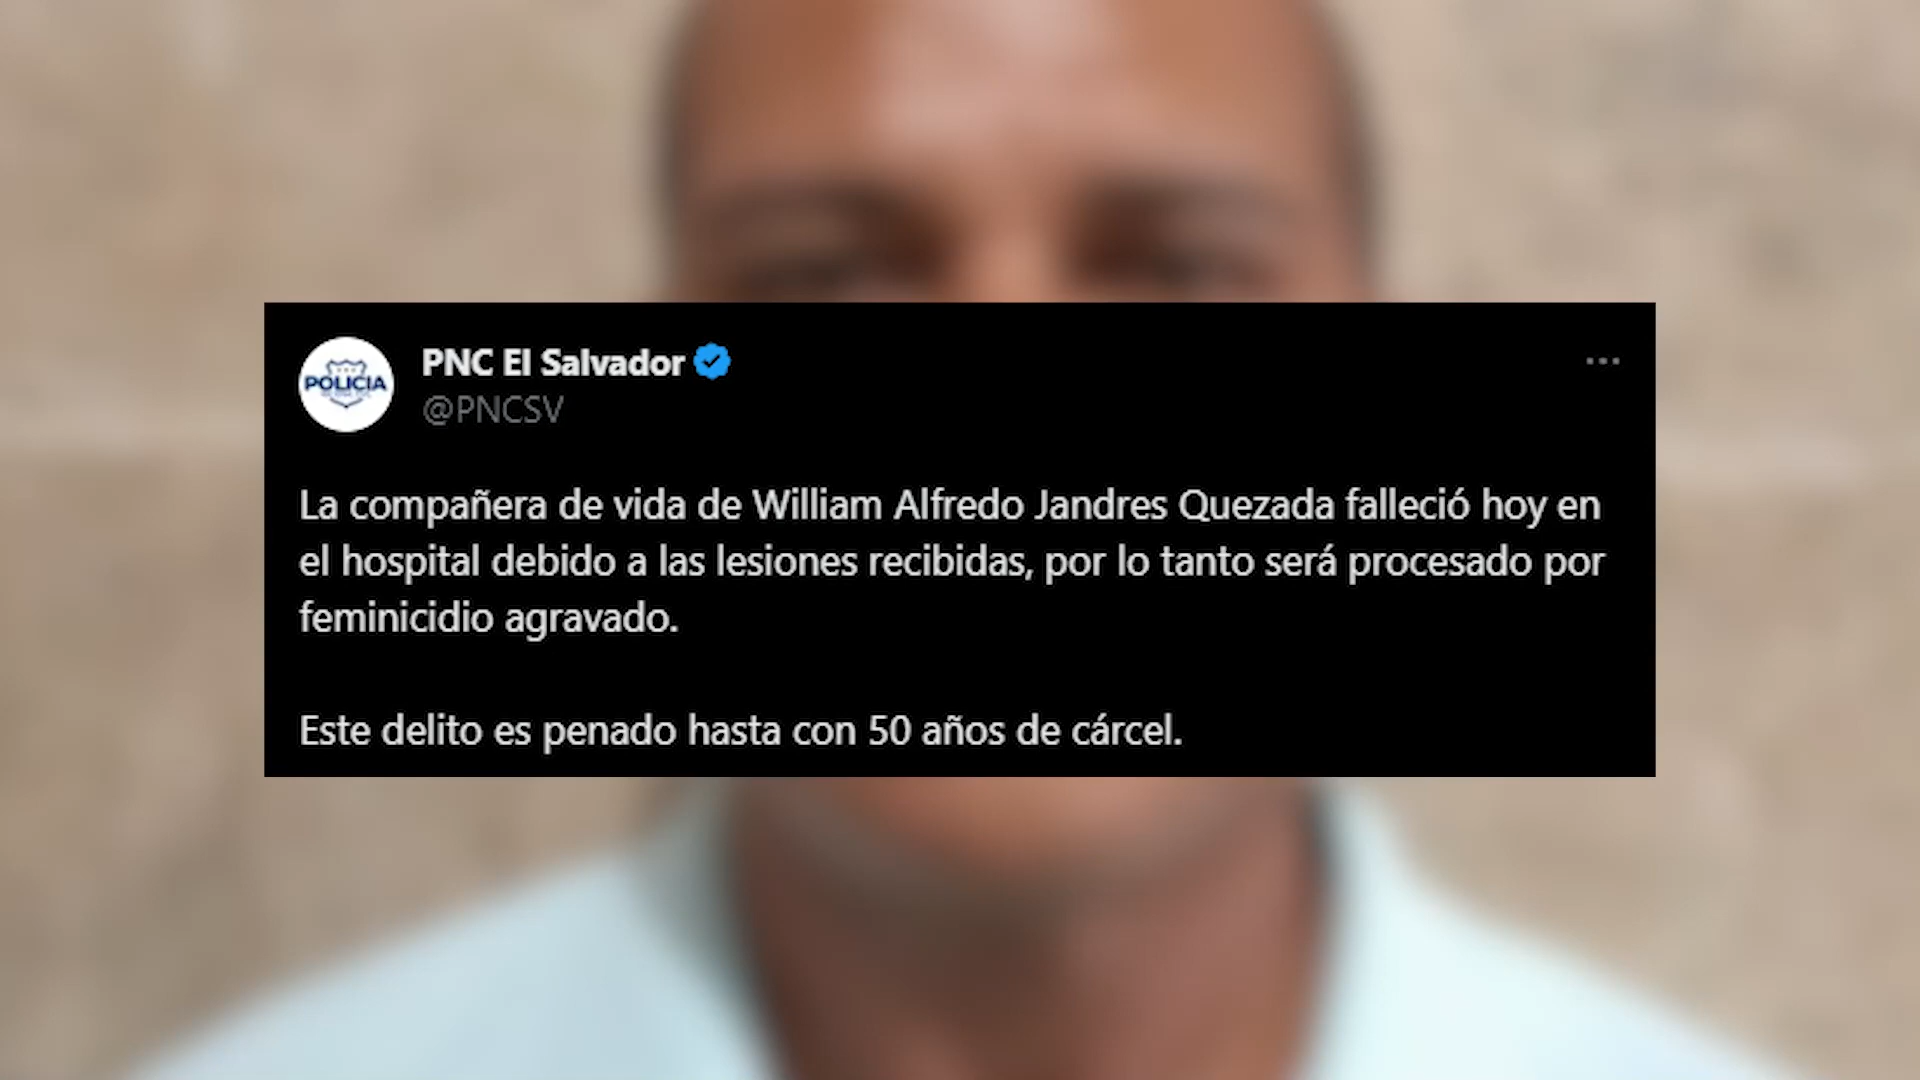 PNC El Salvador
@PNCSV
POLICIA
La compañera de vida de William Alfredo Jandres Quezada falleció hoy en
el hospital debido a las lesiones recibidas, por lo tanto será procesado por
feminicidio agravado.
Este delito es penado hasta con 50 años de cárcel.